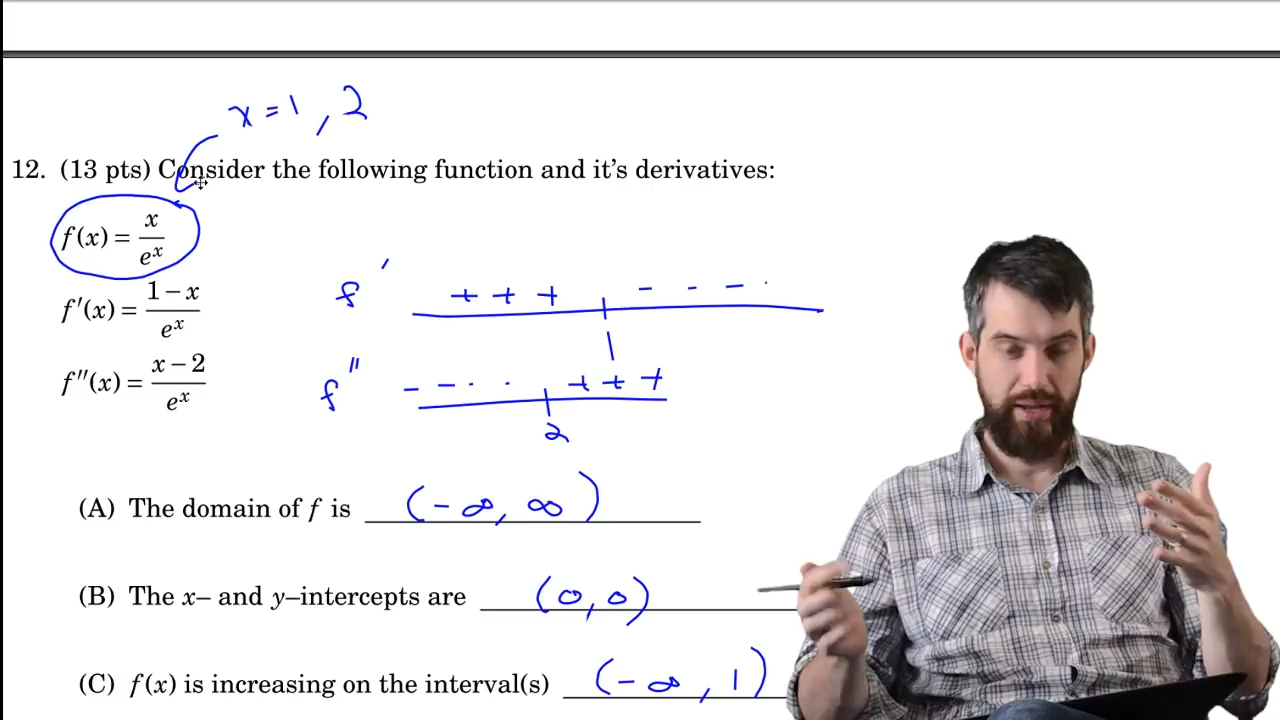 x = 1, 2
12. (13 pts) Consider the following function and it's derivatives:
f(x) = x/e^x
f′(x) = (1 − x)/e^x
f″(x) = (x − 2)/e^x
f′ + + + - - - ·
1
f″ - - · · + + +
2
(A) The domain of f is (-∞, ∞)
(B) The x– and y–intercepts are (0, 0)
(C) f(x) is increasing on the interval(s) (-∞, 1)